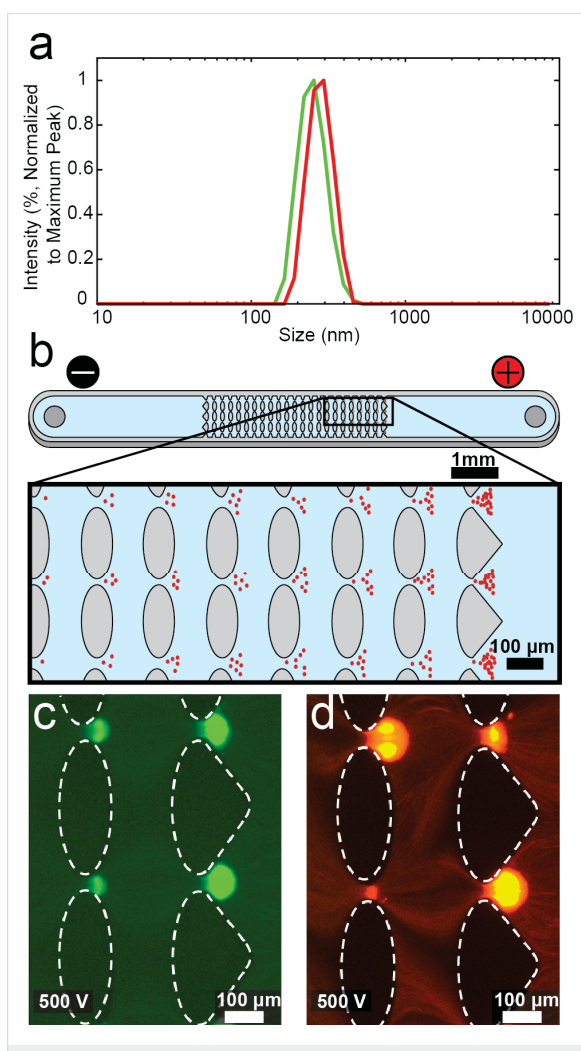 a
Intensity (%, Normalized
to Maximum Peak)
1
0.8
0.6
0.4
0.2
0
10
100
1000
10000
Size (nm)
b
−
+
1mm
100 µm
c
d
500 V
100 µm
500 V
100 µm